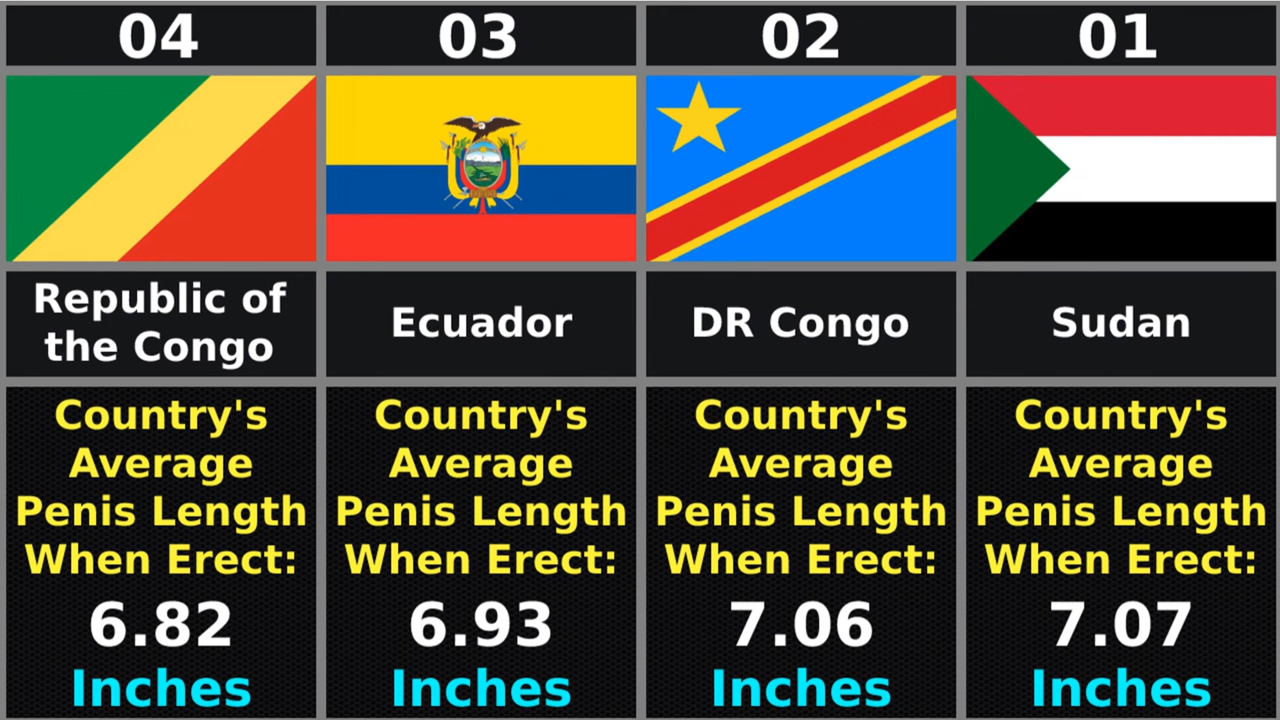 04
03
02
01
Republic of
the Congo
Ecuador
DR Congo
Sudan
Country's
Average
Penis Length
When Erect:
6.82
Inches
Country's
Average
Penis Length
When Erect:
6.93
Inches
Country's
Average
Penis Length
When Erect:
7.06
Inches
Country's
Average
Penis Length
When Erect:
7.07
Inches